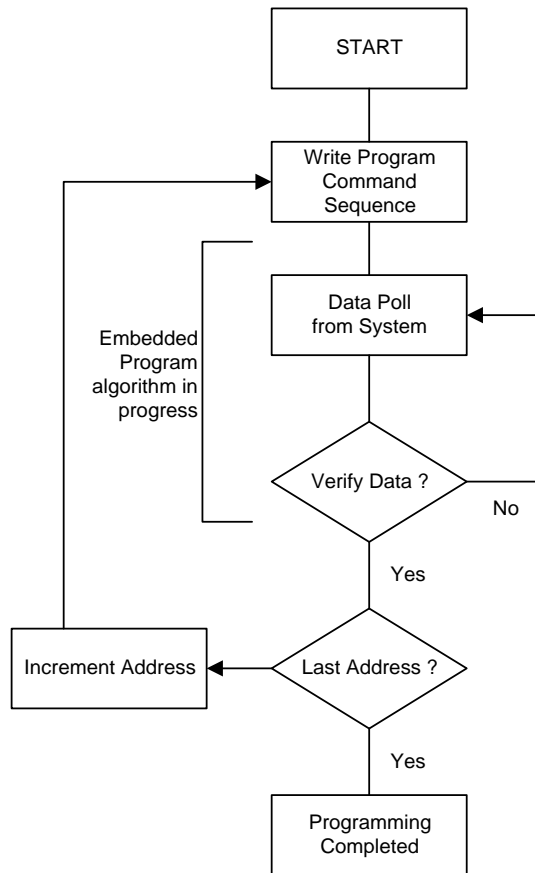 START
Write Program
Command
Sequence
Data Poll
from System
Embedded
Program
algorithm in
progress
Verify Data ?
No
Yes
Increment Address
Last Address ?
Yes
Programming
Completed